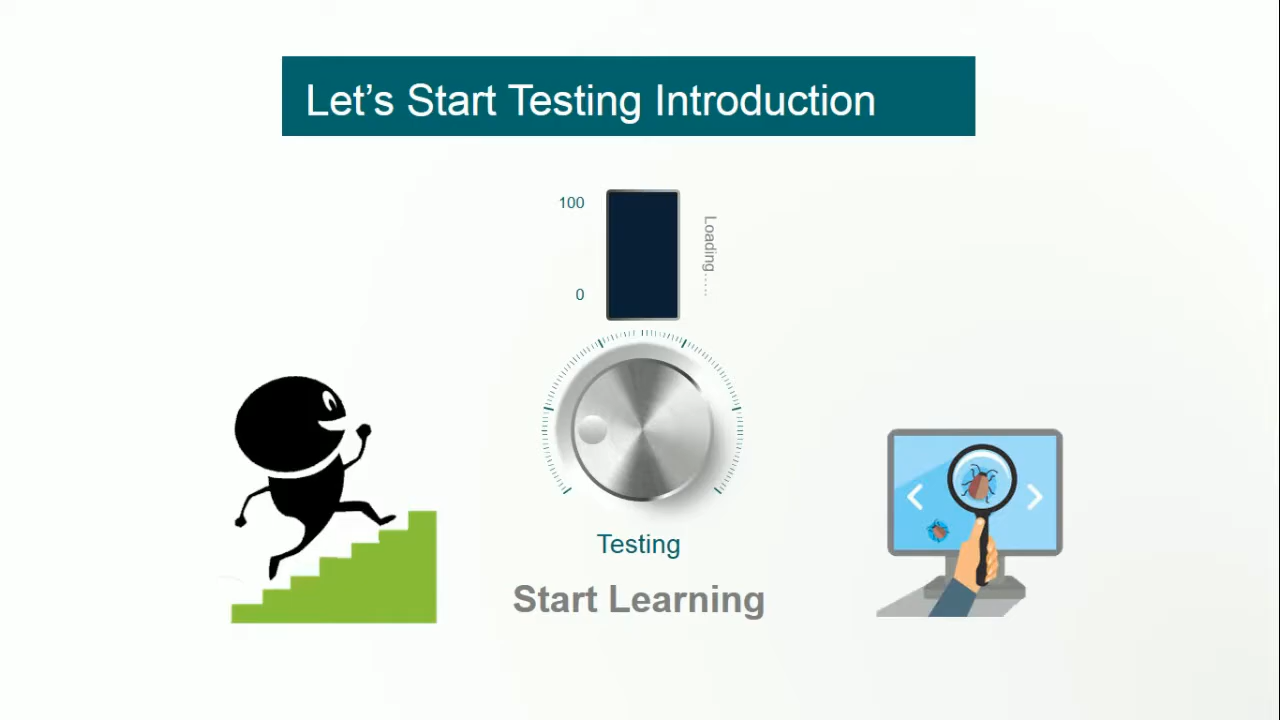 Let's Start Testing Introduction
100
Loading.....
0
Testing
Start Learning